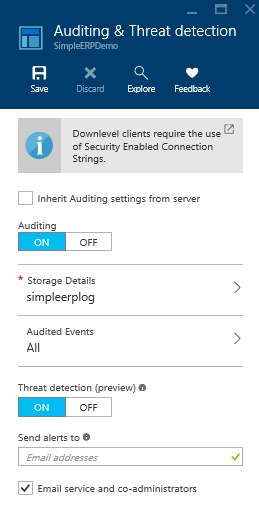 Auditing & Threat detection
SimpleERPDemo
Save Discard Explore Feedback
Downlevel clients require the use
of Security Enabled Connection
Strings.
Inherit Auditing settings from server
Auditing
ON OFF
* Storage Details
simpleerplog
Audited Events
All
Threat detection (preview)
ON OFF
Send alerts to
Email addresses
Email service and co-administrators